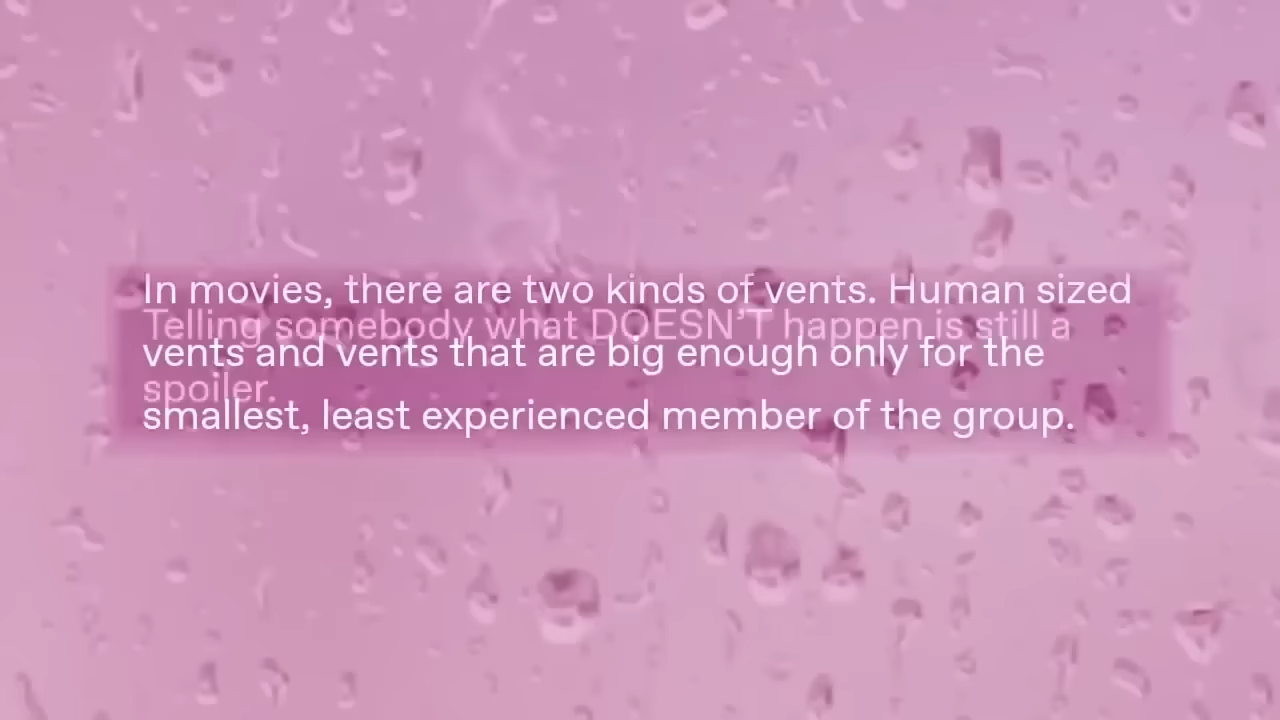 In movies, there are two kinds of vents. Human sized
Telling somebody what DOESN'T happen is still a
vents and vents that are big enough only for the
spoiler.
smallest, least experienced member of the group.